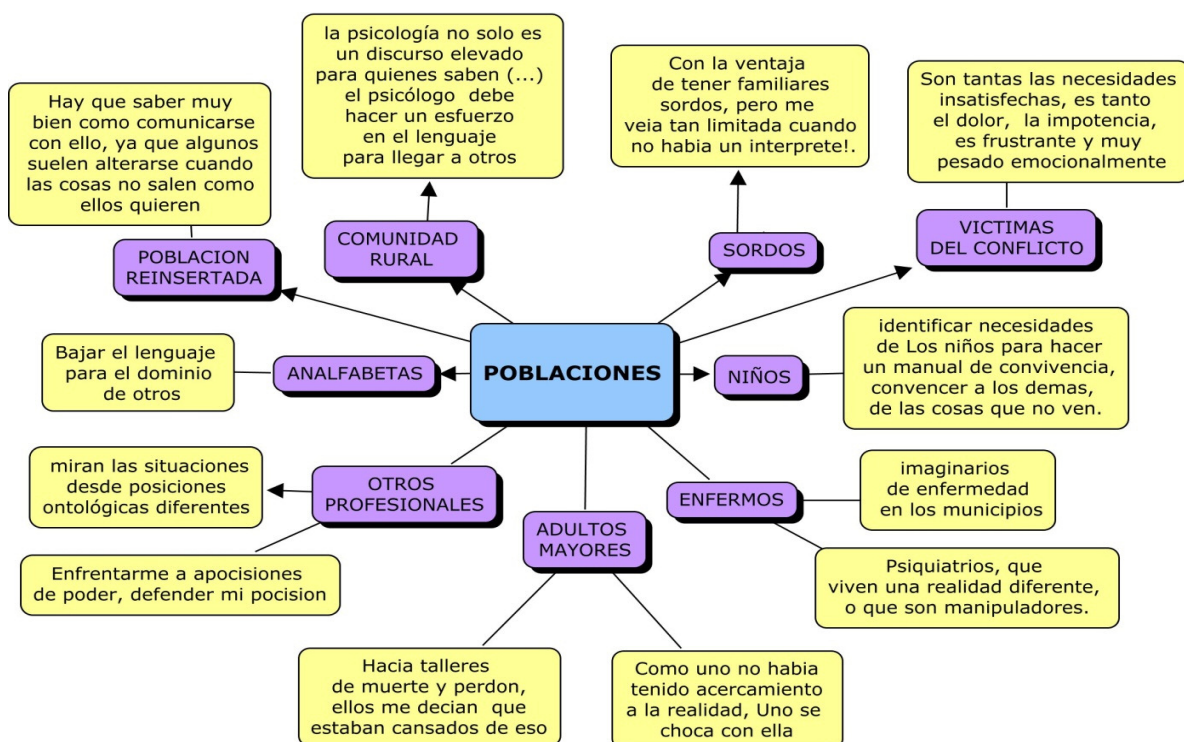 Hay que saber muy
bien como comunicarse
con ello, ya que algunos
suelen alterarse cuando
las cosas no salen como
ellos quieren
la psicología no solo es
un discurso elevado
para quienes saben (...)
el psicólogo debe
hacer un esfuerzo
en el lenguaje
para llegar a otros
Con la ventaja
de tener familiares
sordos, pero me
veia tan limitada cuando
no habia un interprete!.
Son tantas las necesidades
insatisfechas, es tanto
el dolor, la impotencia,
es frustrante y muy
pesado emocionalmente
POBLACION
REINSERTADA
COMUNIDAD
RURAL
SORDOS
VICTIMAS
DEL CONFLICTO
Bajar el lenguaje
para el dominio
de otros
ANALFABETAS
POBLACIONES
NIÑOS
identificar necesidades
de Los niños para hacer
un manual de convivencia,
convencer a los demas,
de las cosas que no ven.
miran las situaciones
desde posiciones
ontológicas diferentes
OTROS
PROFESIONALES
Enfrentarme a apocisiones
de poder, defender mi pocision
ADULTOS
MAYORES
ENFERMOS
imaginarios
de enfermedad
en los municipios
Psiquiatrios, que
viven una realidad diferente,
o que son manipuladores.
Hacia talleres
de muerte y perdon,
ellos me decian que
estaban cansados de eso
Como uno no habia
tenido acercamiento
a la realidad, Uno se
choca con ella